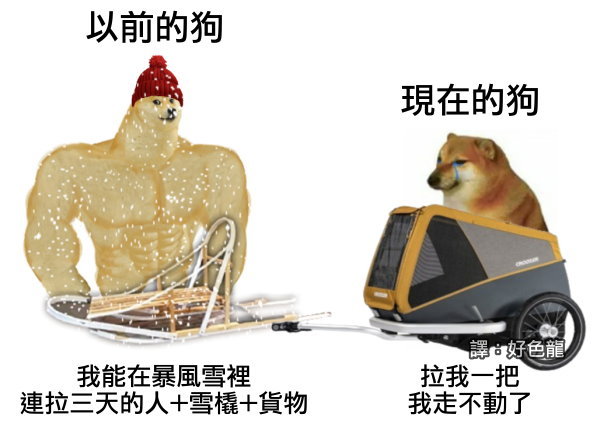 以前的狗
現在的狗
CROOZER
譯：好色龍
我能在暴風雪裡
連拉三天的人+雪橇+貨物
拉我一把
我走不動了